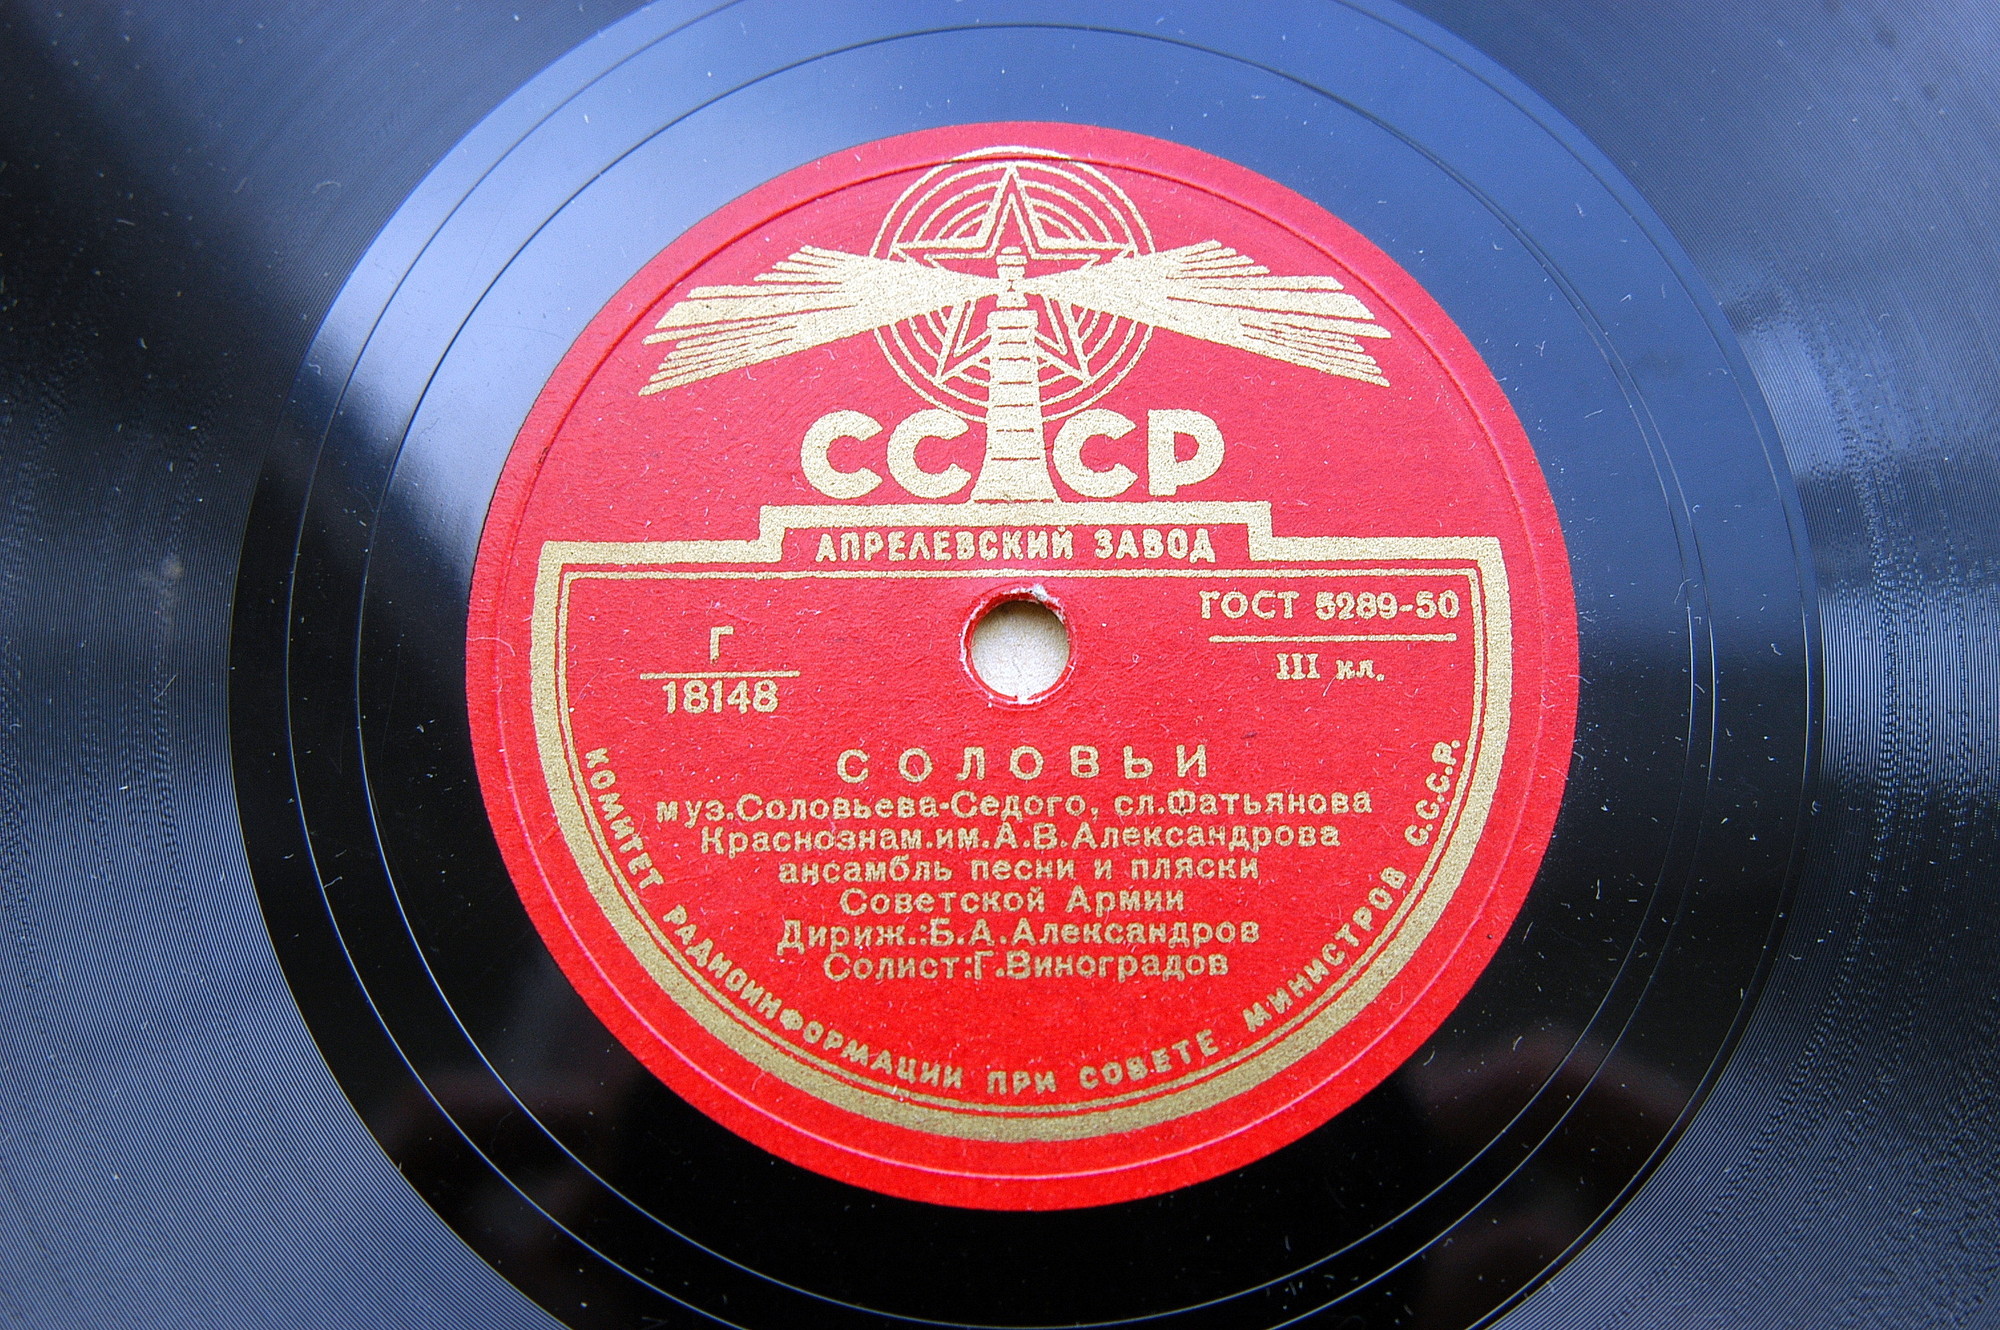 СССР
АПРЕЛЕВСКИЙ ЗАВОД
ГОСТ 5289-50
III кл.
Г
18148
СОЛОВЬИ
муз.Соловьева-Седого, сл.Фатьянова
Краснознам.им.А.В.Александрова
ансамбль песни и пляски
Советской Армии
Дириж.:Б.А.Александров
Солист:Г.Виноградов
КОМИТЕТ РАДИОИНФОРМАЦИИ ПРИ СОВЕТЕ МИНИСТРОВ С.С.С.Р.